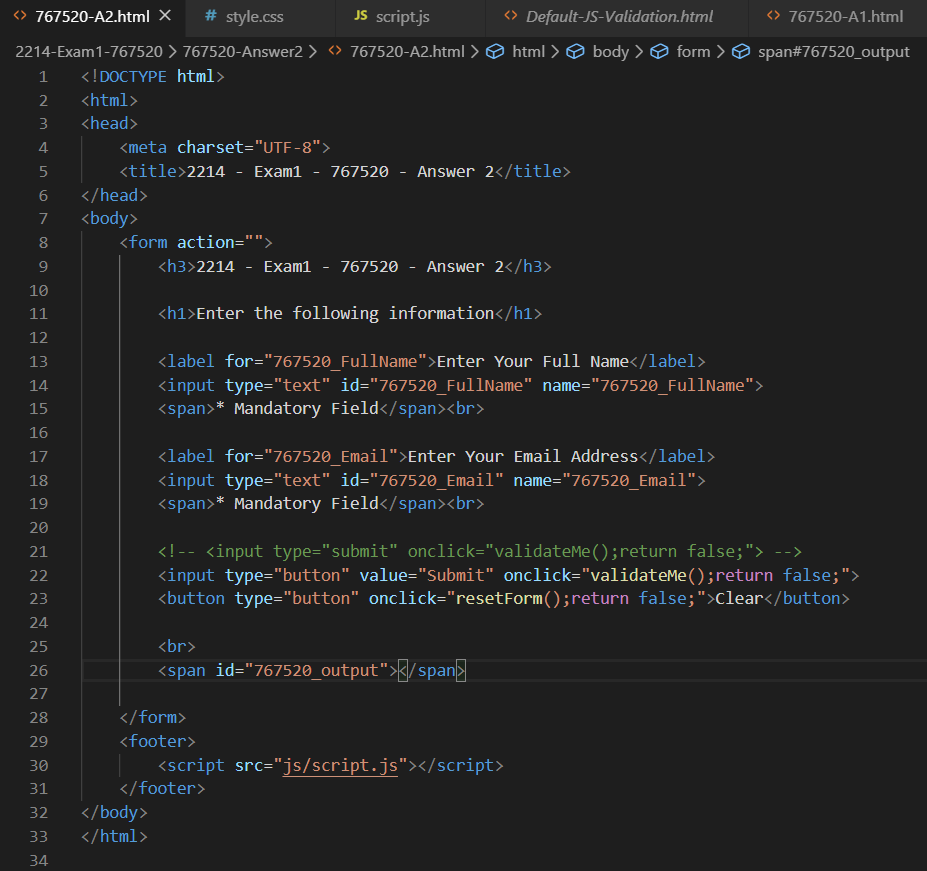 767520-A2.html
# style.css
JS script.js
Default-JS-Validation.html
767520-A1.html
2214-Exam1-767520 > 767520-Answer2 > 767520-A2.html > html > body > form > span#767520_output
1 <!DOCTYPE html>
2 <html>
3 <head>
4 <meta charset="UTF-8">
5 <title>2214 - Exam1 - 767520 - Answer 2</title>
6 </head>
7 <body>
8 <form action="">
9 <h3>2214 - Exam1 - 767520 - Answer 2</h3>
10
11 <h1>Enter the following information</h1>
12
13 <label for="767520_FullName">Enter Your Full Name</label>
14 <input type="text" id="767520_FullName" name="767520_FullName">
15 <span>* Mandatory Field</span><br>
16
17 <label for="767520_Email">Enter Your Email Address</label>
18 <input type="text" id="767520_Email" name="767520_Email">
19 <span>* Mandatory Field</span><br>
20
21 <!-- <input type="submit" onclick="validateMe();return false;"> -->
22 <input type="button" value="Submit" onclick="validateMe();return false;">
23 <button type="button" onclick="resetForm();return false;">Clear</button>
24
25 <br>
26 <span id="767520_output"></span>
27
28 </form>
29 <footer>
30 <script src="js/script.js"></script>
31 </footer>
32 </body>
33 </html>
34